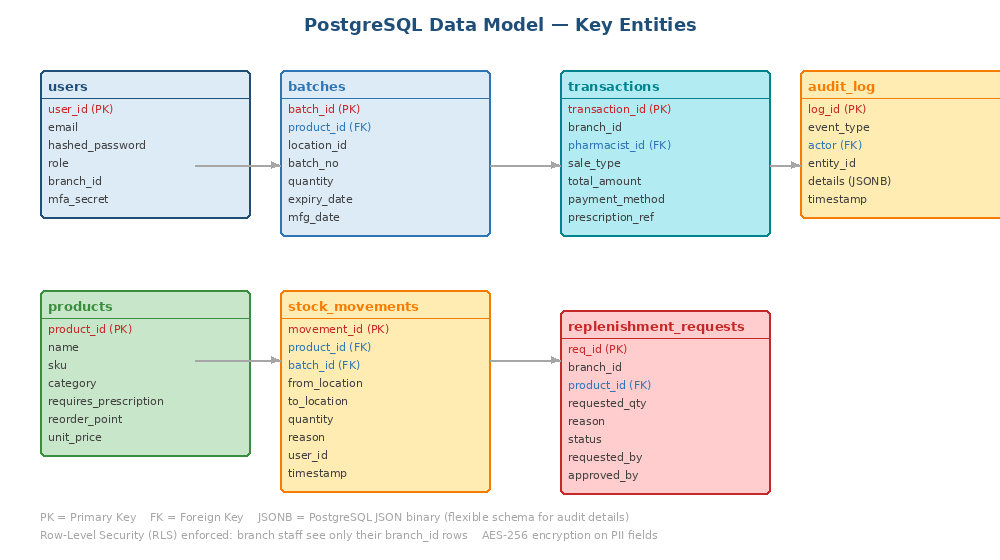 PostgreSQL Data Model — Key Entities
users
user_id (PK)
email
hashed_password
role
branch_id
mfa_secret
batches
batch_id (PK)
product_id (FK)
location_id
batch_no
quantity
expiry_date
mfg_date
transactions
transaction_id (PK)
branch_id
pharmacist_id (FK)
sale_type
total_amount
payment_method
prescription_ref
audit_log
log_id (PK)
event_type
actor (FK)
entity_id
details (JSONB)
timestamp
products
product_id (PK)
name
sku
category
requires_prescription
reorder_point
unit_price
stock_movements
movement_id (PK)
product_id (FK)
batch_id (FK)
from_location
to_location
quantity
reason
user_id
timestamp
replenishment_requests
req_id (PK)
branch_id
product_id (FK)
requested_qty
reason
status
requested_by
approved_by
PK = Primary Key FK = Foreign Key JSONB = PostgreSQL JSON binary (flexible schema for audit details)
Row-Level Security (RLS) enforced: branch staff see only their branch_id rows AES-256 encryption on PII fields